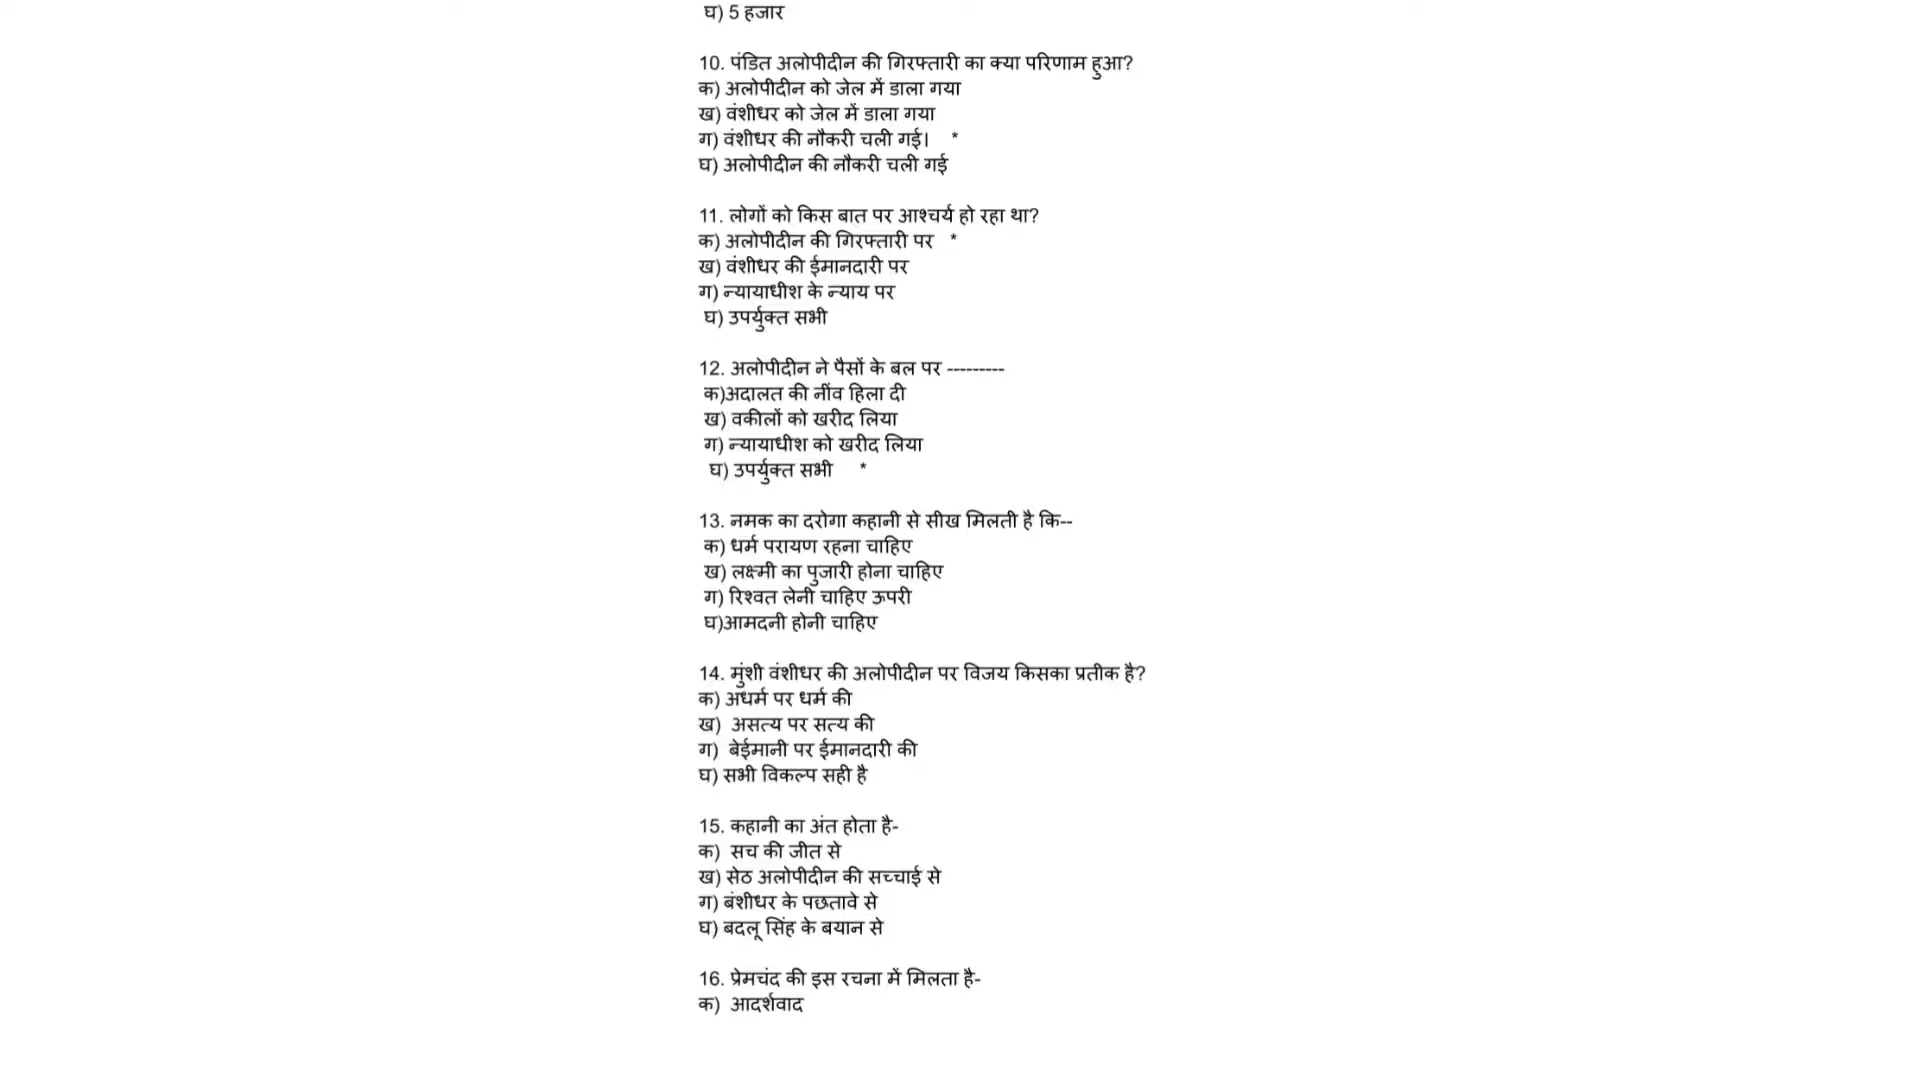 घ) 5 हजार
10. पंडित अलोपीदीन की गिरफ्तारी का क्या परिणाम हुआ?
क) अलोपीदीन को जेल में डाला गया
ख) वंशीधर को जेल में डाला गया
ग) वंशीधर की नौकरी चली गई। *
घ) अलोपीदीन की नौकरी चली गई
11. लोगों को किस बात पर आश्चर्य हो रहा था?
क) अलोपीदीन की गिरफ्तारी पर *
ख) वंशीधर की ईमानदारी पर
ग) न्यायाधीश के न्याय पर
घ) उपर्युक्त सभी
12. अलोपीदीन ने पैसों के बल पर ---------
क)अदालत की नींव हिला दी
ख) वकीलों को खरीद लिया
ग) न्यायाधीश को खरीद लिया
घ) उपर्युक्त सभी *
13. नमक का दरोगा कहानी से सीख मिलती है कि--
क) धर्म परायण रहना चाहिए
ख) लक्ष्मी का पुजारी होना चाहिए
ग) रिश्वत लेनी चाहिए ऊपरी
घ)आमदनी होनी चाहिए
14. मुंशी वंशीधर की अलोपीदीन पर विजय किसका प्रतीक है?
क) अधर्म पर धर्म की
ख) असत्य पर सत्य की
ग) बेईमानी पर ईमानदारी की
घ) सभी विकल्प सही है
15. कहानी का अंत होता है-
क) सच की जीत से
ख) सेठ अलोपीदीन की सच्चाई से
ग) बंशीधर के पछतावे से
घ) बदलू सिंह के बयान से
16. प्रेमचंद की इस रचना में मिलता है-
क) आदर्शवाद